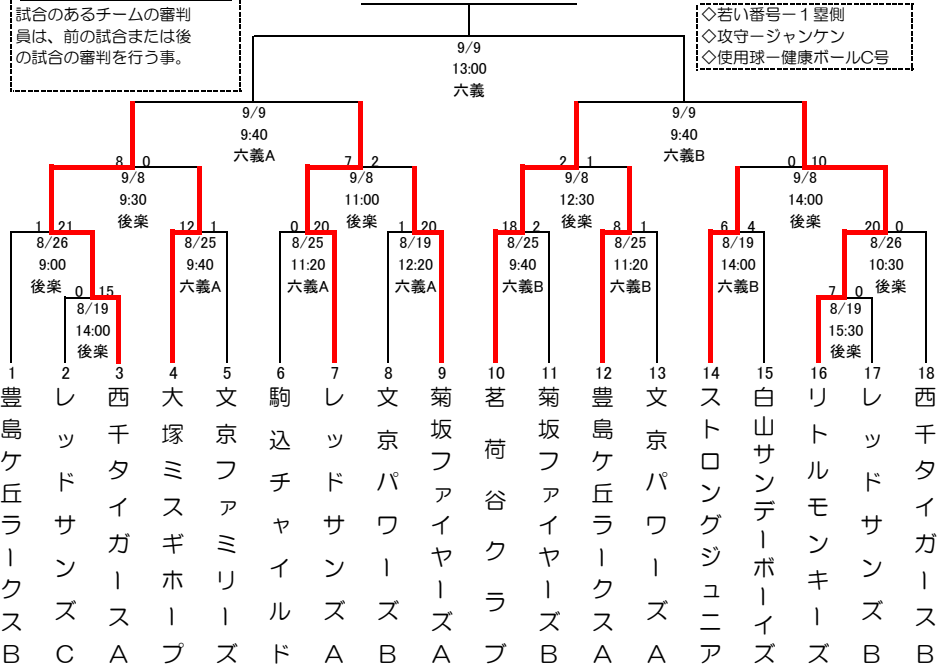 試合のあるチームの審判
員は、前の試合または後
の試合の審判を行う事。
◇若い番号－１塁側
◇攻守－ジャンケン
◇使用球－健康ボールC号
9/9
13:00
六義
9/9
9:40
六義A
9/9
9:40
六義B
8 0
9/8
9:30
後楽
7 2
9/8
11:00
後楽
2 1
9/8
12:30
後楽
0 10
9/8
14:00
後楽
1 21
8/26
9:00
後楽
12 1
8/25
9:40
六義A
0 20
8/25
11:20
六義A
1 20
8/19
12:20
六義A
18 2
8/25
9:40
六義B
8 1
8/25
11:20
六義B
6 4
8/19
14:00
六義B
20 0
8/26
10:30
後楽
0 15
8/19
14:00
後楽
7 0
8/19
15:30
後楽
1 2 3 4 5 6 7 8 9 10 11 12 13 14 15 16 17 18
豊島ケ丘ラークスB
レッドサンズC
西千タイガースA
大塚ミスギホープ
文京ファミリーズ
駒込チャイルド
レッドサンズA
文京パワーズB
菊坂ファイヤーズA
茗荷谷クラブ
菊坂ファイヤーズB
豊島ケ丘ラークスA
文京パワーズA
ストロングジュニア
白山サンデーボーイズ
リトルモンキーズ
レッドサンズB
西千タイガースB